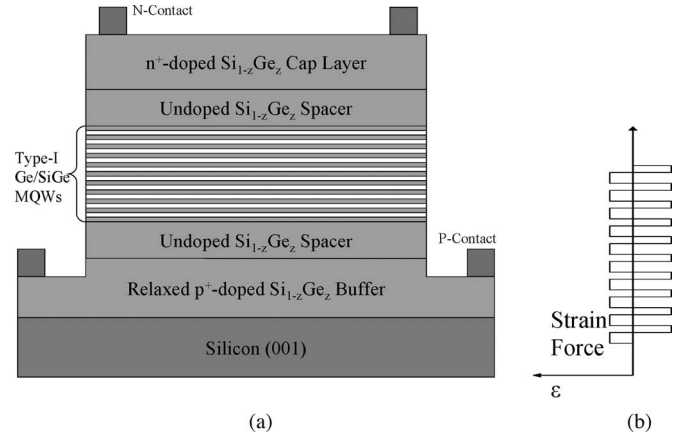 N-Contact
n⁺-doped Si₁₋zGez Cap Layer
Undoped Si₁₋zGez Spacer
Type-I
Ge/SiGe
MQWs
Undoped Si₁₋zGez Spacer
P-Contact
Relaxed p⁺-doped Si₁₋zGez Buffer
Silicon (001)
Strain
Force
ε
(a)
(b)